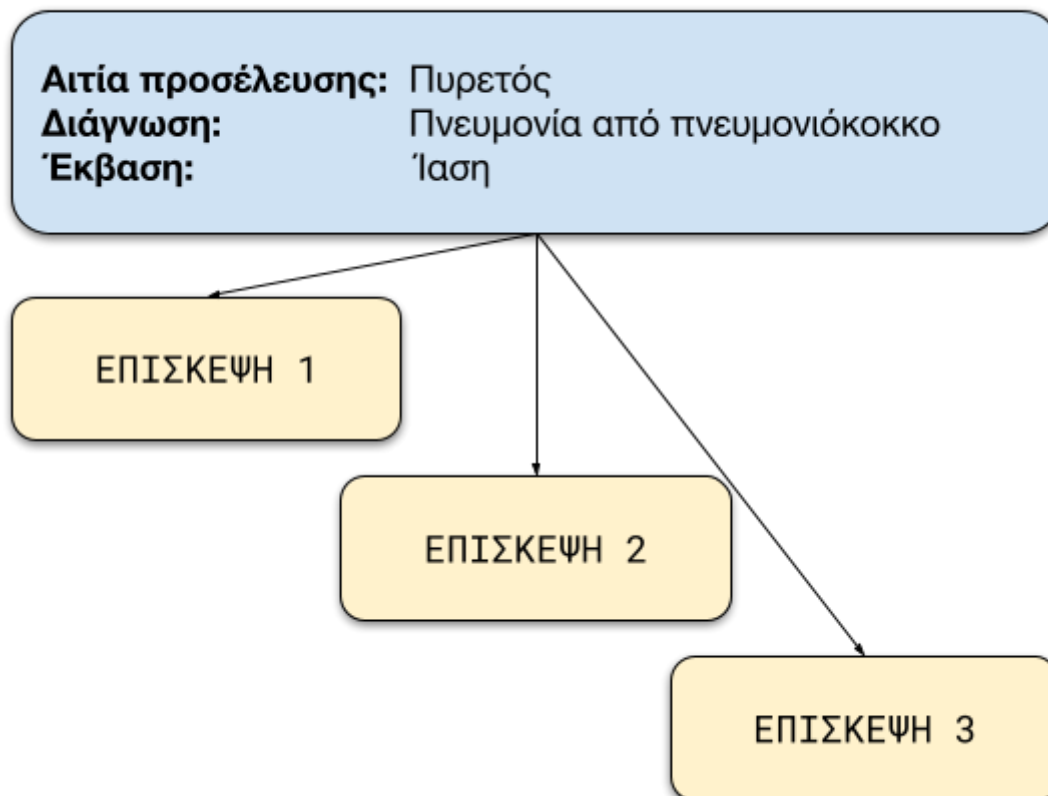 Αιτία προσέλευσης: Πυρετός
Διάγνωση: Πνευμονία από πνευμονιόκοκκο
Έκβαση: Ίαση
ΕΠΙΣΚΕΨΗ 1
ΕΠΙΣΚΕΨΗ 2
ΕΠΙΣΚΕΨΗ 3